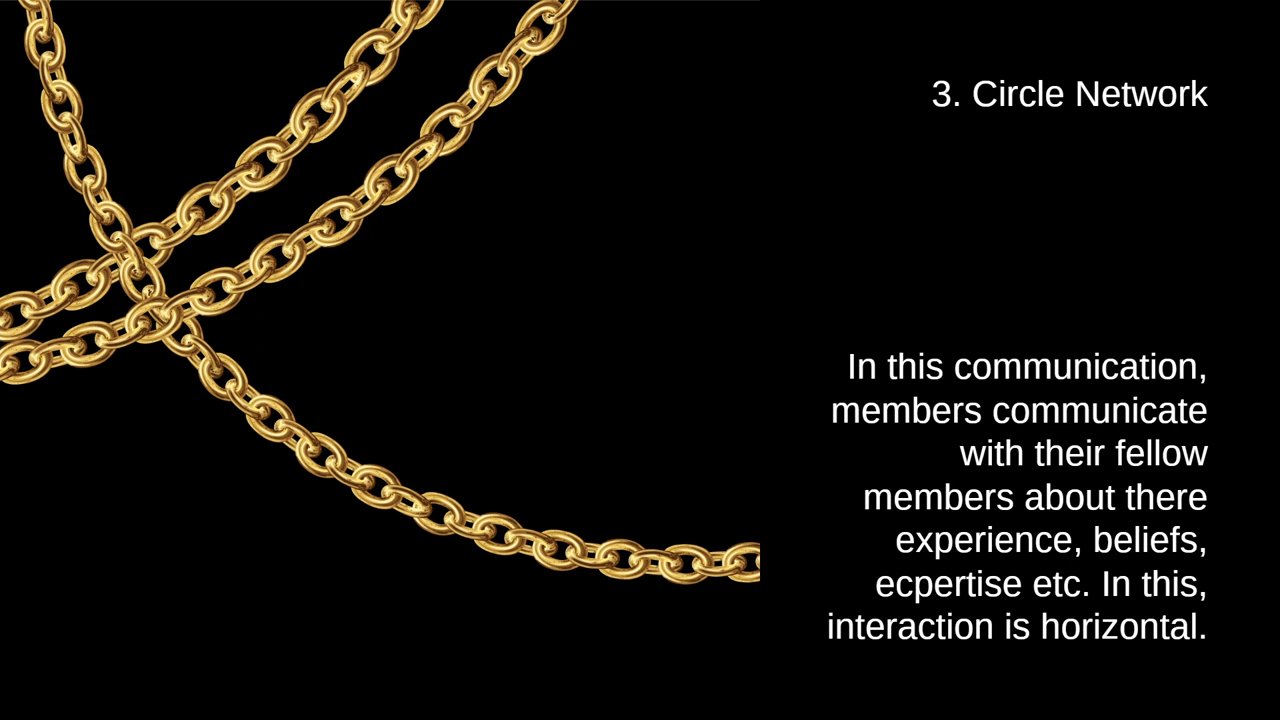 3. Circle Network
In this communication,
members communicate
with their fellow
members about there
experience, beliefs,
ecpertise etc. In this,
interaction is horizontal.